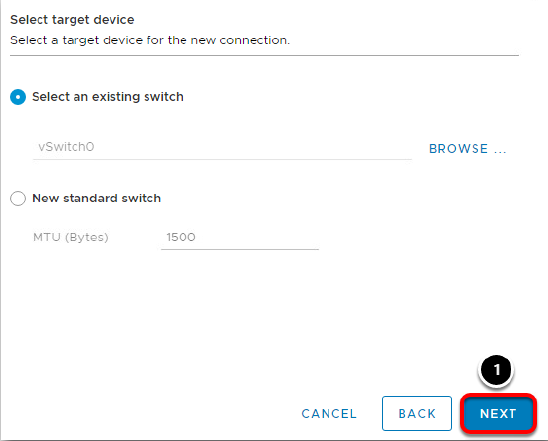 Select target device
Select a target device for the new connection.
Select an existing switch
vSwitch0
BROWSE ...
New standard switch
MTU (Bytes)
1500
1
CANCEL
BACK
NEXT